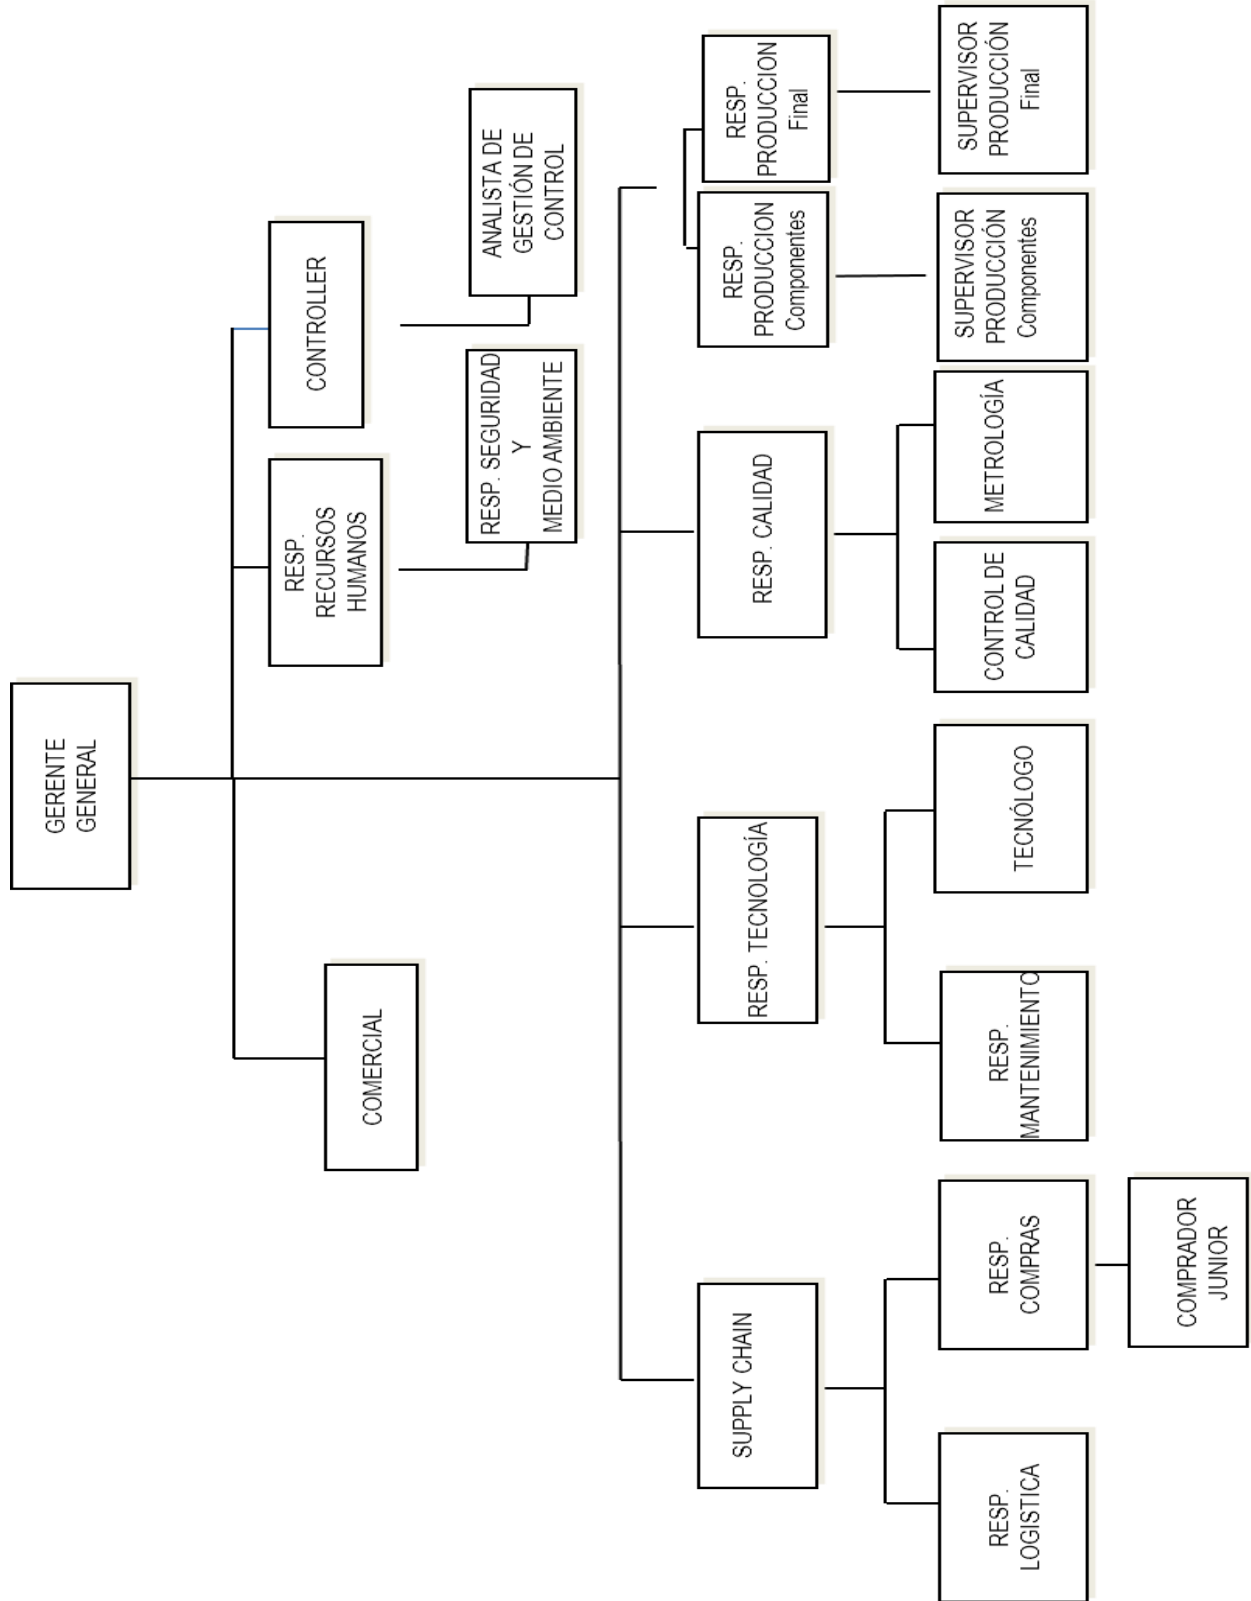 GERENTE
GENERAL
COMERCIAL
RESP.
RECURSOS
HUMANOS
CONTROLLER
RESP. SEGURIDAD
Y
MEDIO AMBIENTE
ANALISTA DE
GESTIÓN DE
CONTROL
SUPPLY CHAIN
RESP. TECNOLOGÍA
RESP. CALIDAD
RESP.
PRODUCCION
Componentes
RESP.
PRODUCCION
Final
RESP.
LOGISTICA
RESP.
COMPRAS
RESP.
MANTENIMIENTO
TECNÓLOGO
CONTROL DE
CALIDAD
METROLOGÍA
SUPERVISOR
PRODUCCIÓN
Componentes
SUPERVISOR
PRODUCCIÓN
Final
COMPRADOR
JUNIOR